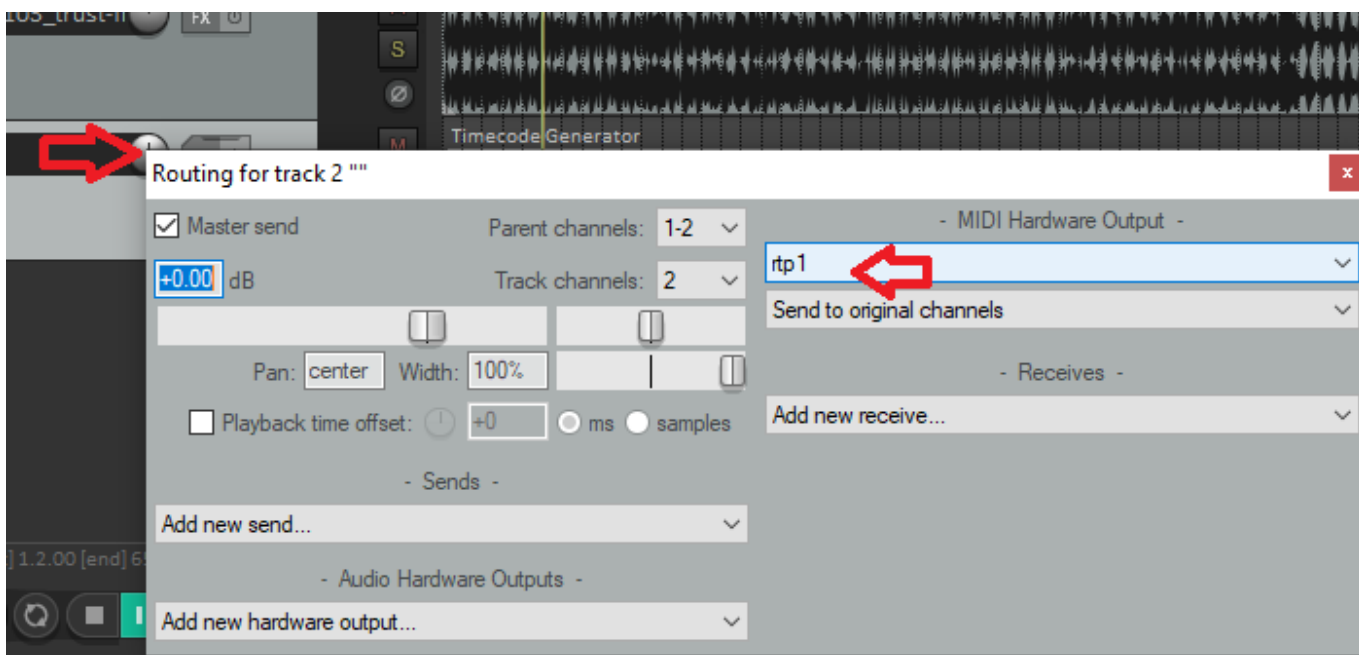 FX
S
M
Timecode Generator
Routing for track 2 ""
x
Master send
Parent channels: 1-2
+0.00 dB
Track channels: 2
Pan: center Width: 100%
Playback time offset: +0 ms samples
- Sends -
Add new send...
- Audio Hardware Outputs -
Add new hardware output...
- MIDI Hardware Output -
rtp1
Send to original channels
- Receives -
Add new receive...
] 1.2.00 [end]